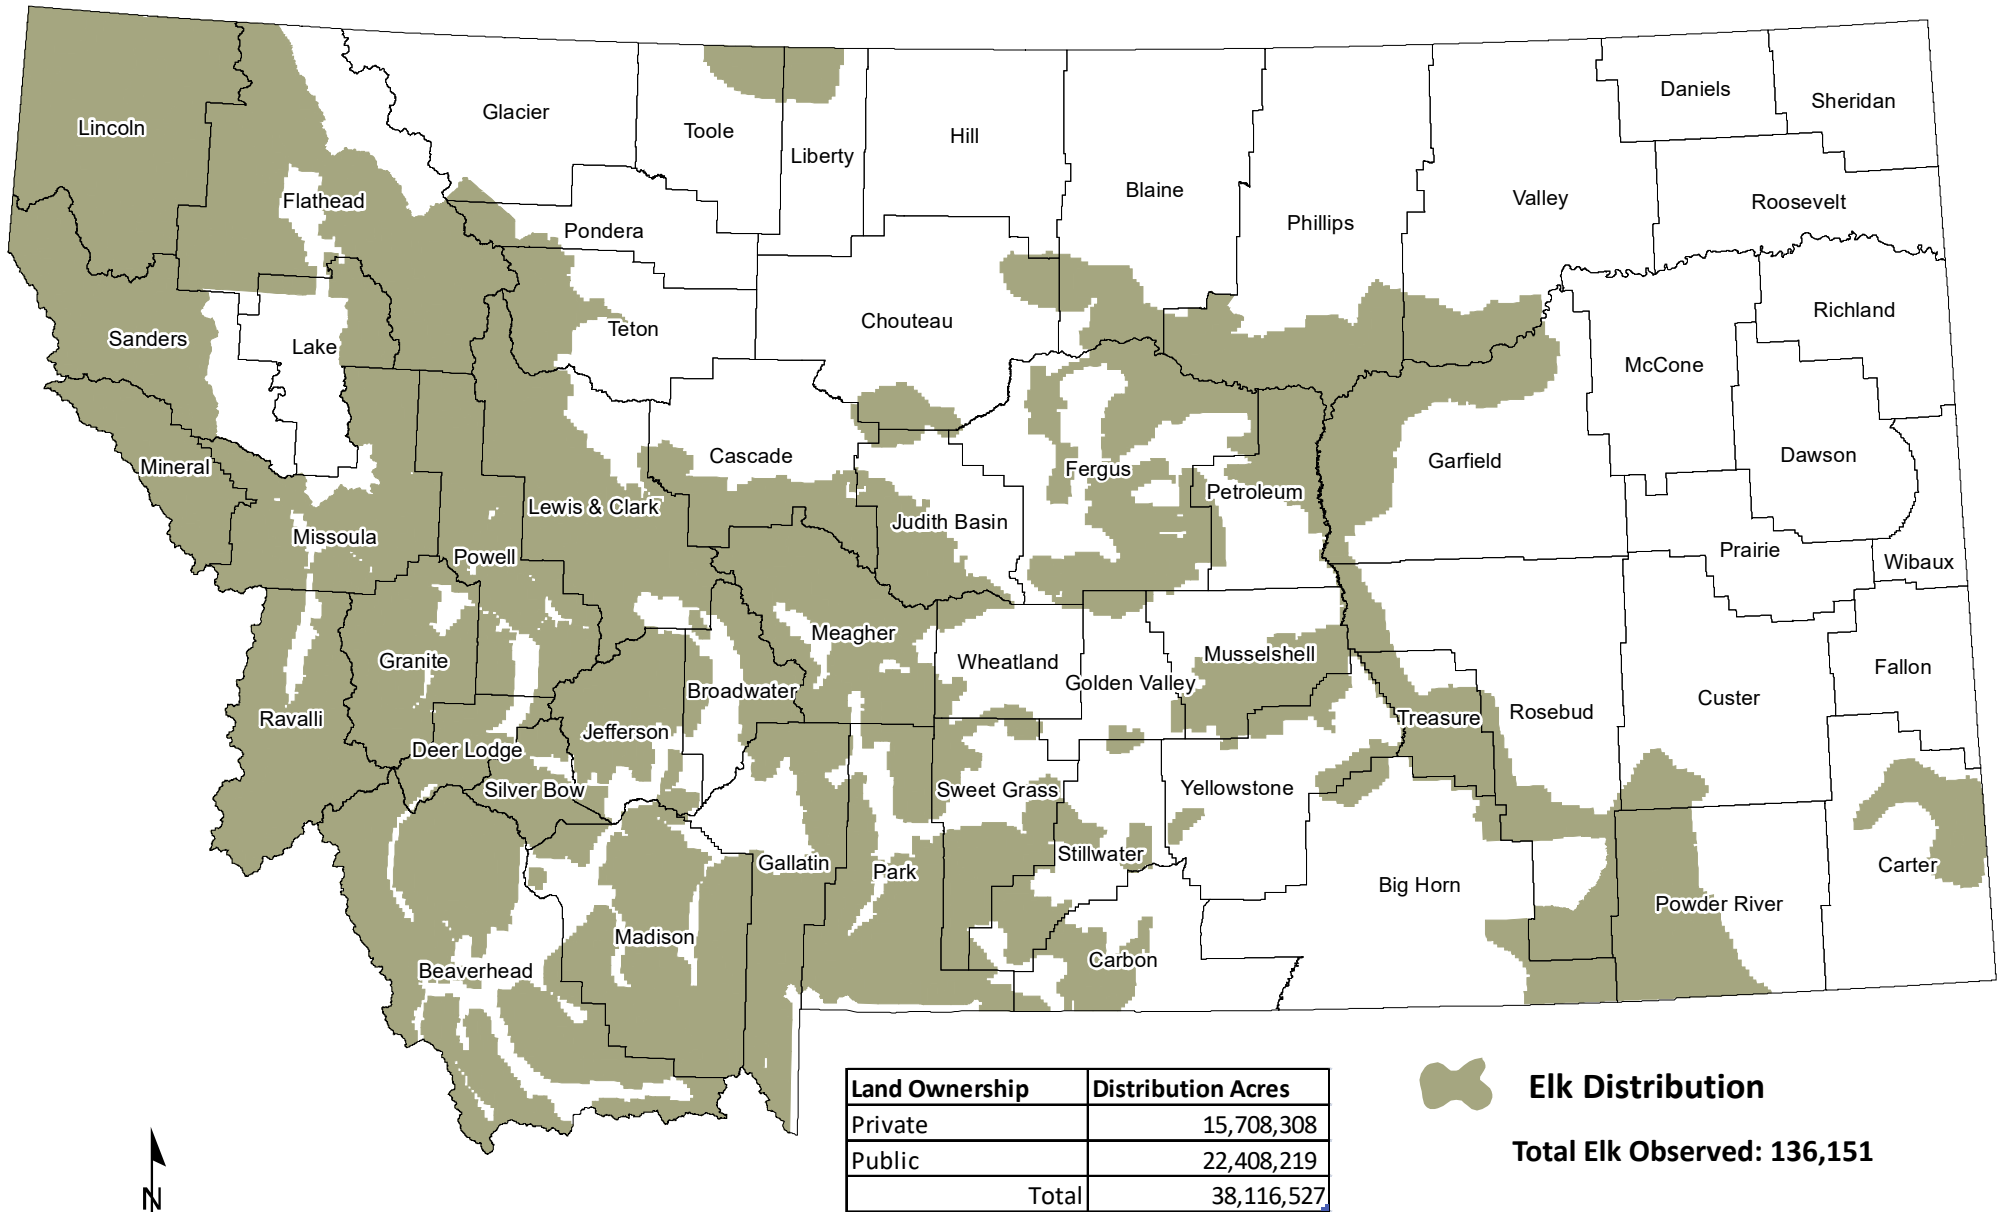 Glacier
Toole
Liberty
Hill
Blaine
Phillips
Valley
Daniels
Sheridan
Roosevelt
Lincoln
Flathead
Pondera
Teton
Chouteau
Sanders
Lake
Richland
McCone
Dawson
Garfield
Mineral
Missoula
Powell
Lewis & Clark
Cascade
Judith Basin
Fergus
Petroleum
Prairie
Wibaux
Ravalli
Granite
Deer Lodge
Silver Bow
Jefferson
Broadwater
Meagher
Wheatland
Golden Valley
Musselshell
Treasure
Rosebud
Custer
Fallon
Beaverhead
Madison
Gallatin
Park
Sweet Grass
Stillwater
Yellowstone
Carbon
Big Horn
Powder River
Carter
Land Ownership Distribution Acres
Private 15,708,308
Public 22,408,219
Total 38,116,527
Elk Distribution
Total Elk Observed: 136,151
N